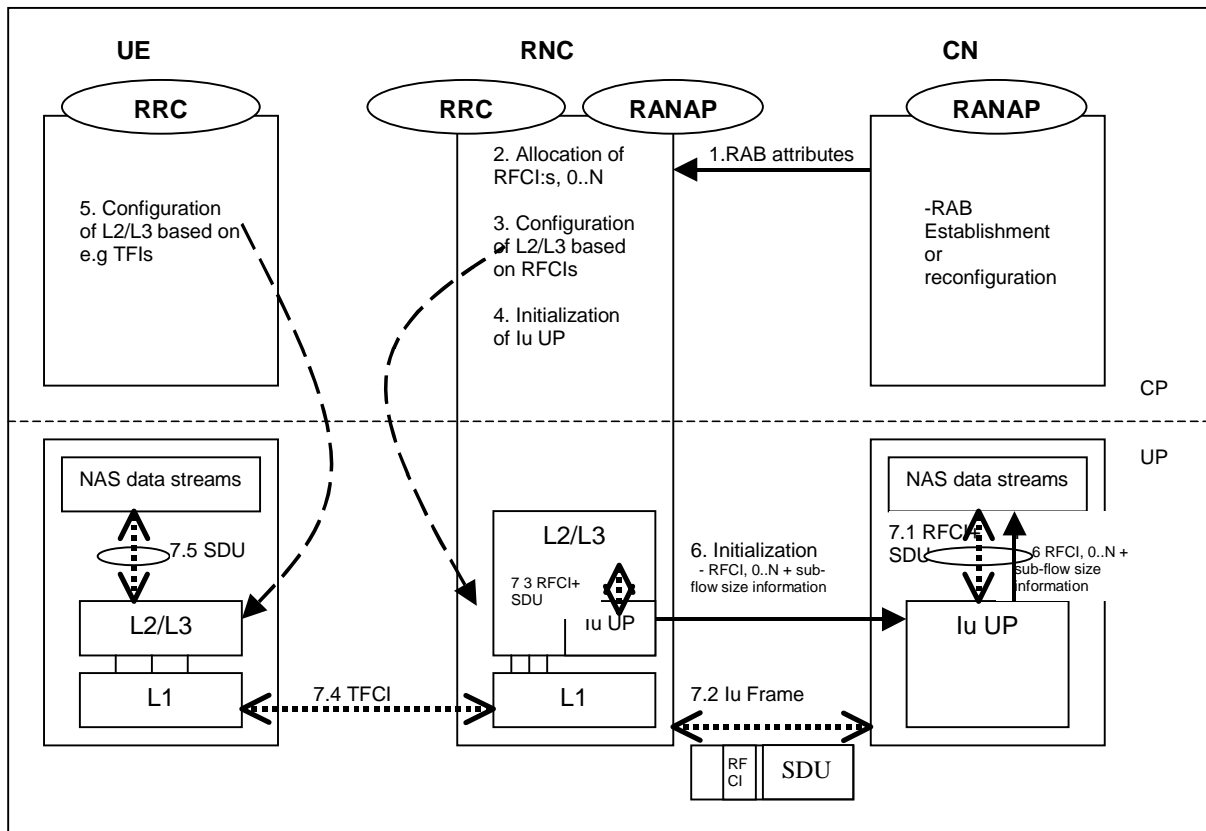 UE
RNC
CN
RRC
RRC
RANAP
RANAP
5. Configuration
of L2/L3 based on
e.g TFIs
2. Allocation of
RFCI:s, 0..N
3. Configuration
of L2/L3 based
on RFCIs
4. Initialization
of Iu UP
1.RAB attributes
-RAB
Establishment
or
reconfiguration
CP
UP
NAS data streams
7.5 SDU
L2/L3
L1
7.4 TFCI
L2/L3
7 3 RFCI+
SDU
Iu UP
L1
6. Initialization
- RFCI, 0..N + sub-
flow size information
7.2 Iu Frame
RF
CI
SDU
NAS data streams
7.1 RFCI+
SDU
6 RFCI, 0..N +
sub-flow size
information
Iu UP